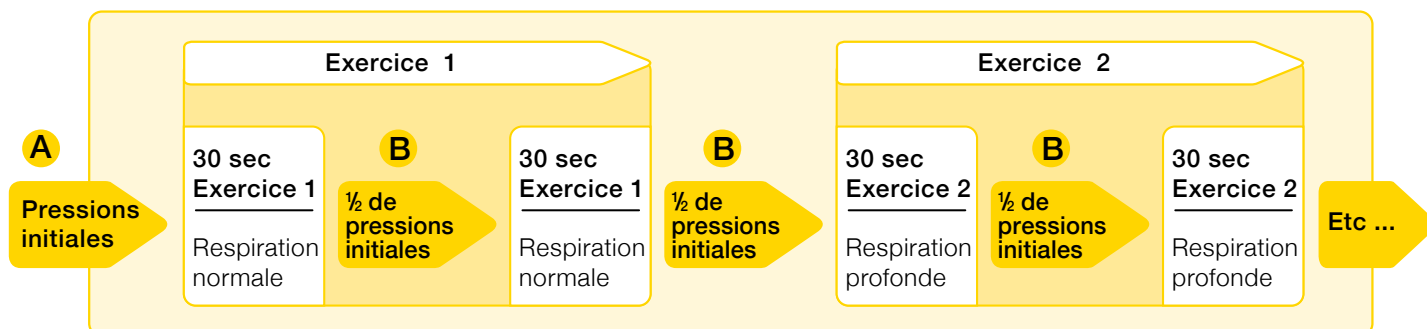 Exercice 1
Exercice 2
A
Pressions
initiales
30 sec
Exercice 1
Respiration
normale
B
½ de
pressions
initiales
30 sec
Exercice 1
Respiration
normale
B
½ de
pressions
initiales
30 sec
Exercice 2
Respiration
profonde
B
½ de
pressions
initiales
30 sec
Exercice 2
Respiration
profonde
Etc ...